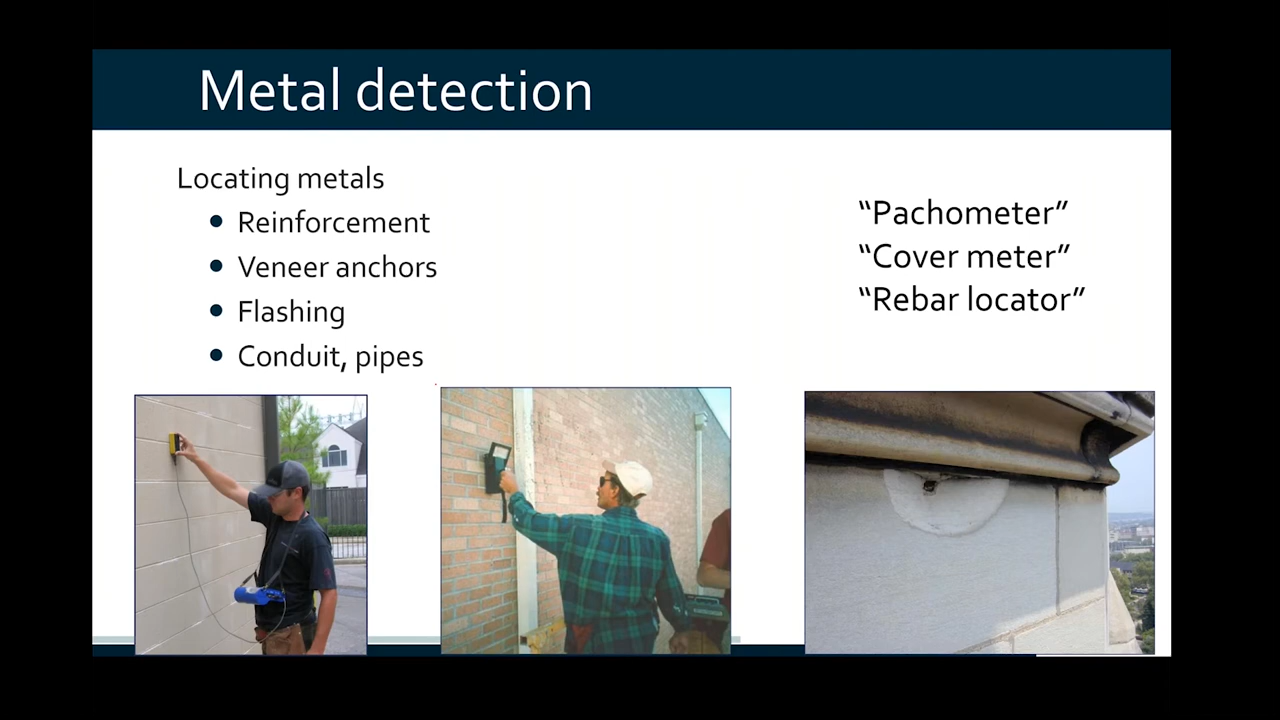 Metal detection
Locating metals
• Reinforcement
• Veneer anchors
• Flashing
• Conduit, pipes
“Pachometer”
“Cover meter”
“Rebar locator”